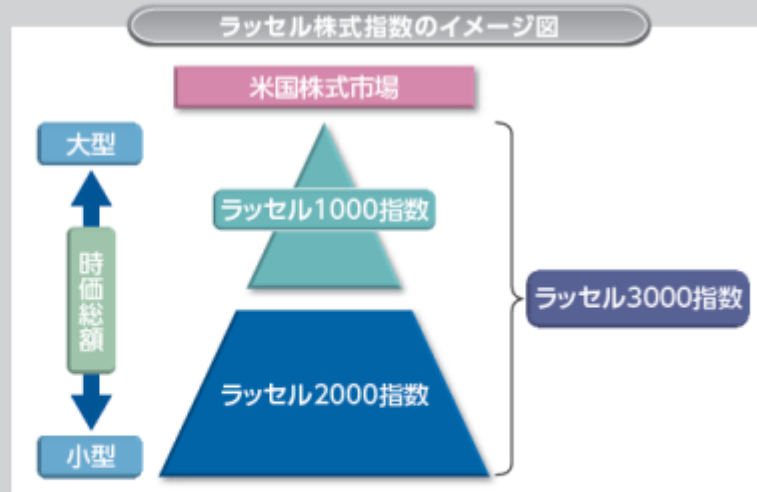 ラッセル株式指数のイメージ図
米国株式市場
大型
ラッセル1000指数
時価総額
ラッセル3000指数
ラッセル2000指数
小型